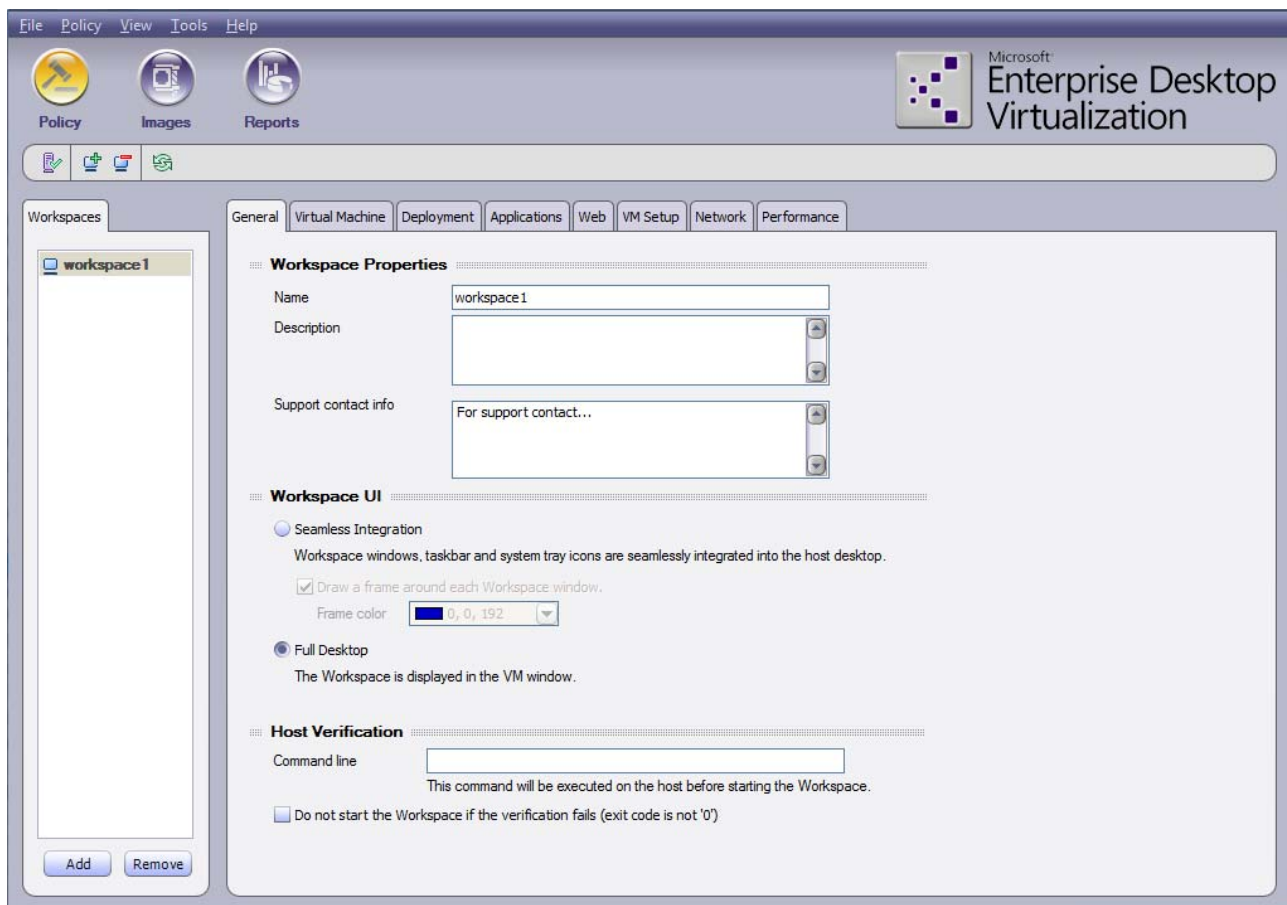 File Policy View Tools Help
Microsoft
Enterprise Desktop
Virtualization
Policy Images Reports
Workspaces
General Virtual Machine Deployment Applications Web VM Setup Network Performance
workspace1
Workspace Properties
Name workspace1
Description
Support contact info For support contact...
Workspace UI
Seamless Integration
Workspace windows, taskbar and system tray icons are seamlessly integrated into the host desktop.
Draw a frame around each Workspace window.
Frame color 0, 0, 192
Full Desktop
The Workspace is displayed in the VM window.
Host Verification
Command line
This command will be executed on the host before starting the Workspace.
Do not start the Workspace if the verification fails (exit code is not '0')
Add Remove